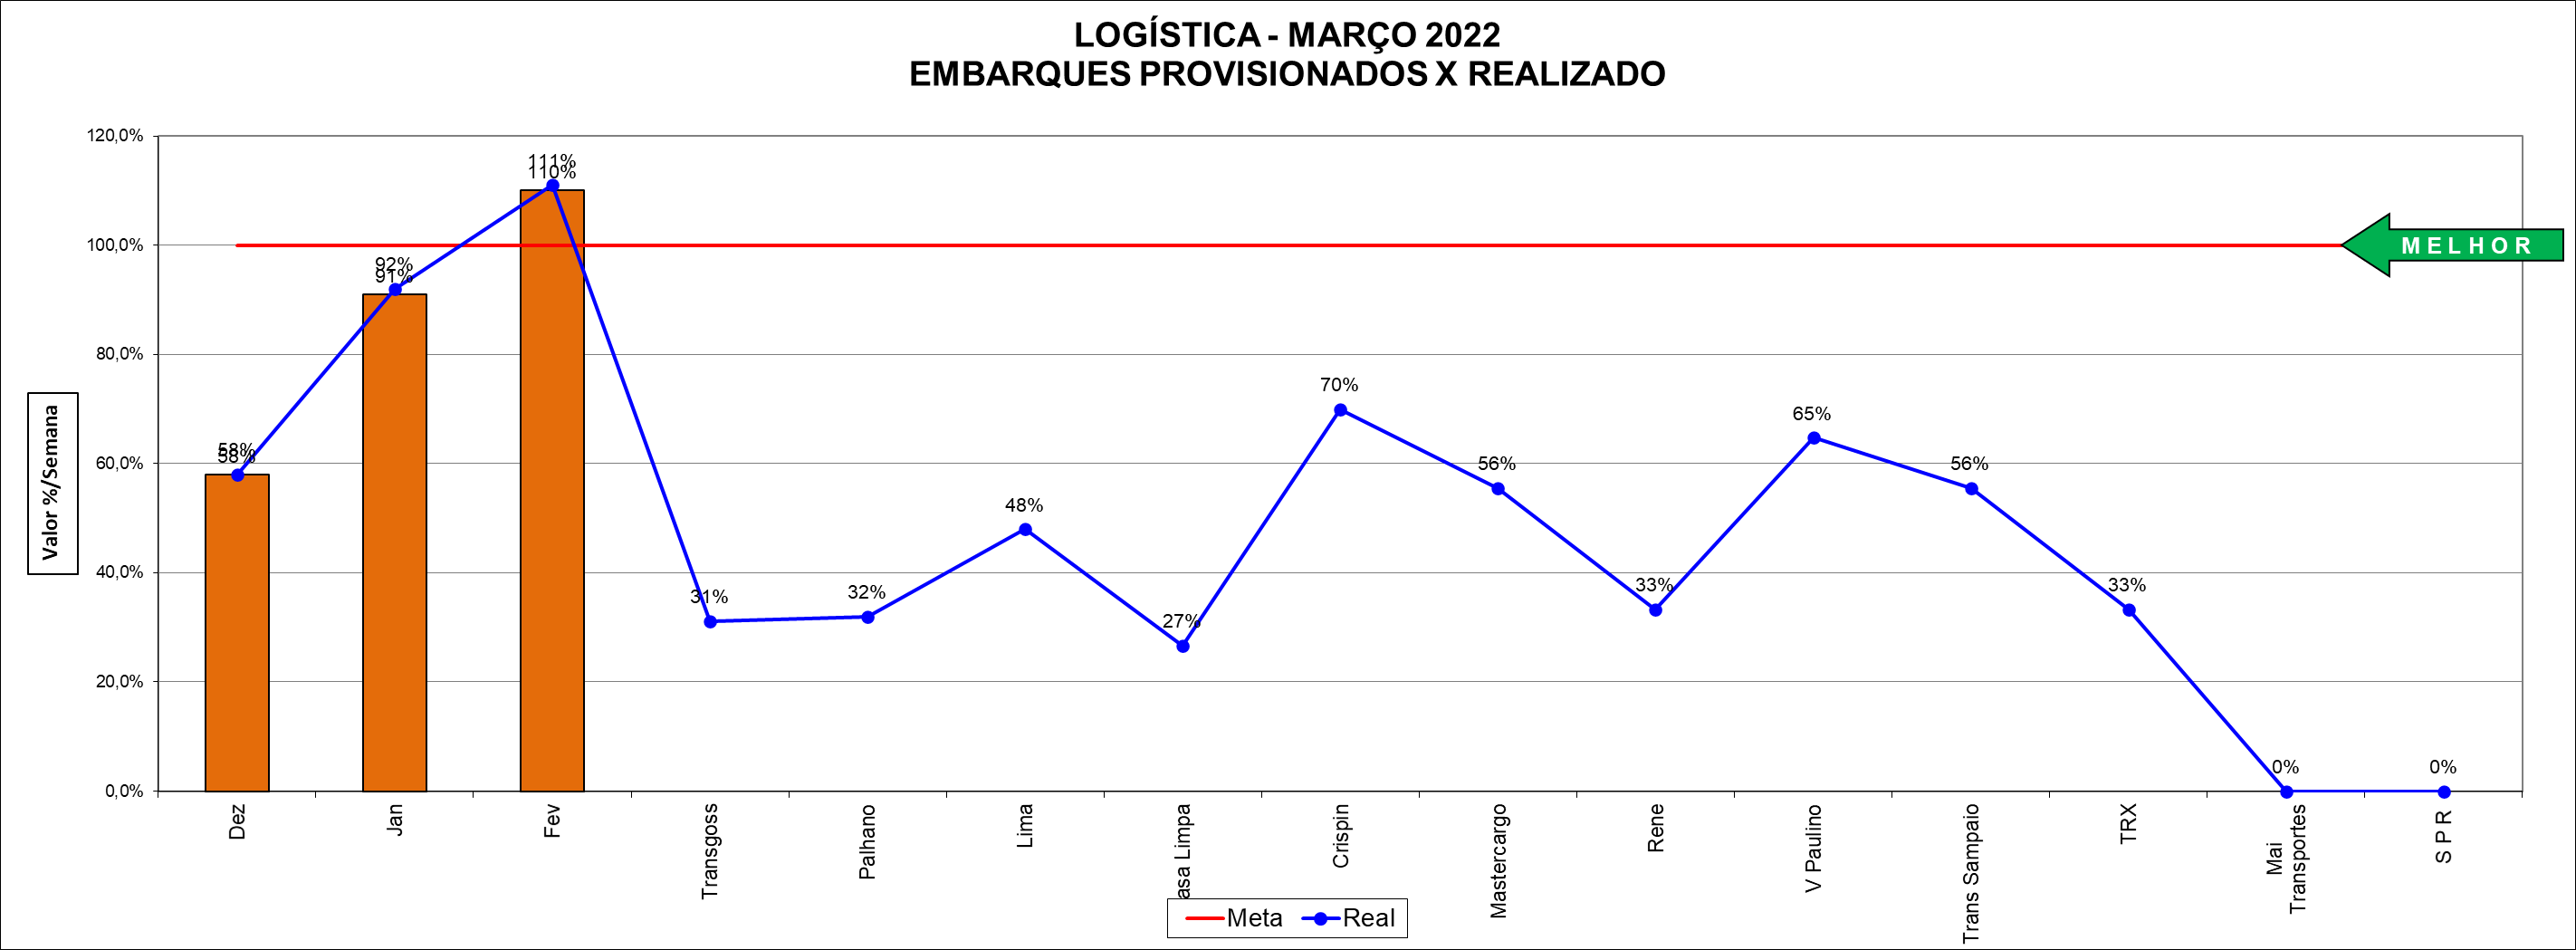 LOGÍSTICA - MARÇO 2022
EMBARQUES PROVISIONADOS X REALIZADO
Valor %/Semana
120,0%
100,0%
80,0%
60,0%
40,0%
20,0%
0,0%
58%
58%
92%
91%
111%
110%
31%
32%
48%
27%
70%
56%
33%
65%
56%
33%
0%
0%
MELHOR
Dez
Jan
Fev
Transgoss
Palhano
Lima
asa Limpa
Crispin
Mastercargo
Rene
V Paulino
Trans Sampaio
TRX
Mai
Transportes
S P R
Meta
Real